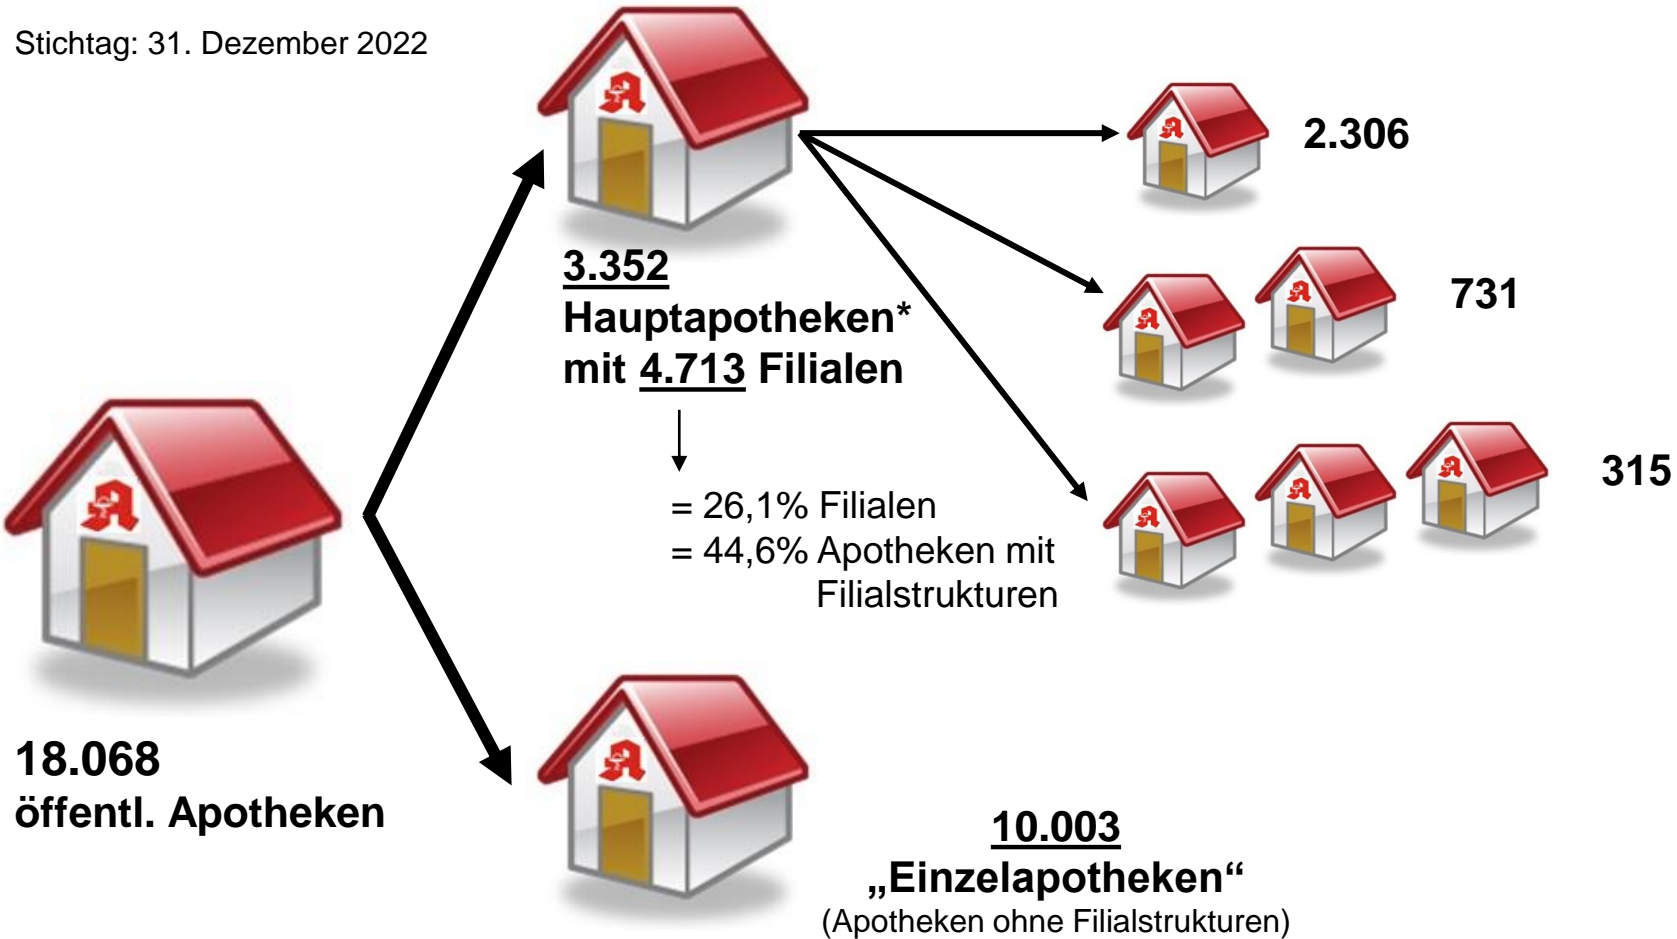 Stichtag: 31. Dezember 2022
2.306
3.352
Hauptapotheken*
mit 4.713 Filialen
731
= 26,1% Filialen
= 44,6% Apotheken mit
Filialstrukturen
315
18.068
öffentl. Apotheken
10.003
„Einzelapotheken“
(Apotheken ohne Filialstrukturen)